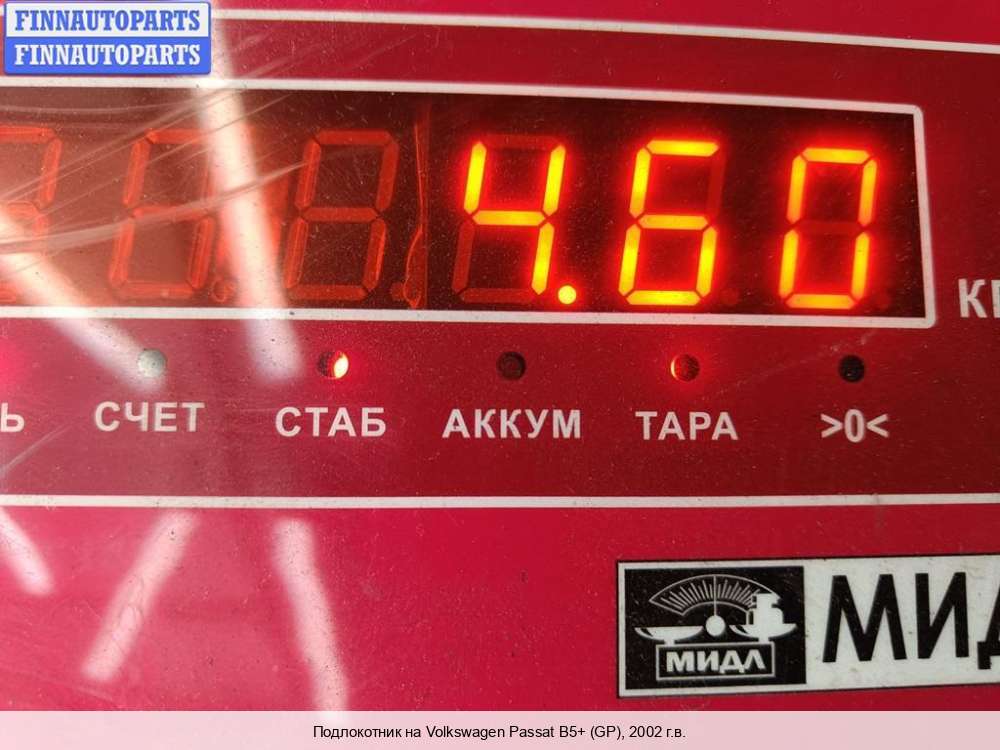 FINNAUTOPARTS
FINNAUTOPARTS
4.60
СЧЕТ СТАБ АККУМ ТАРА >0<
МИДЛ
Подлокотник на Volkswagen Passat B5+ (GP), 2002 г.в.